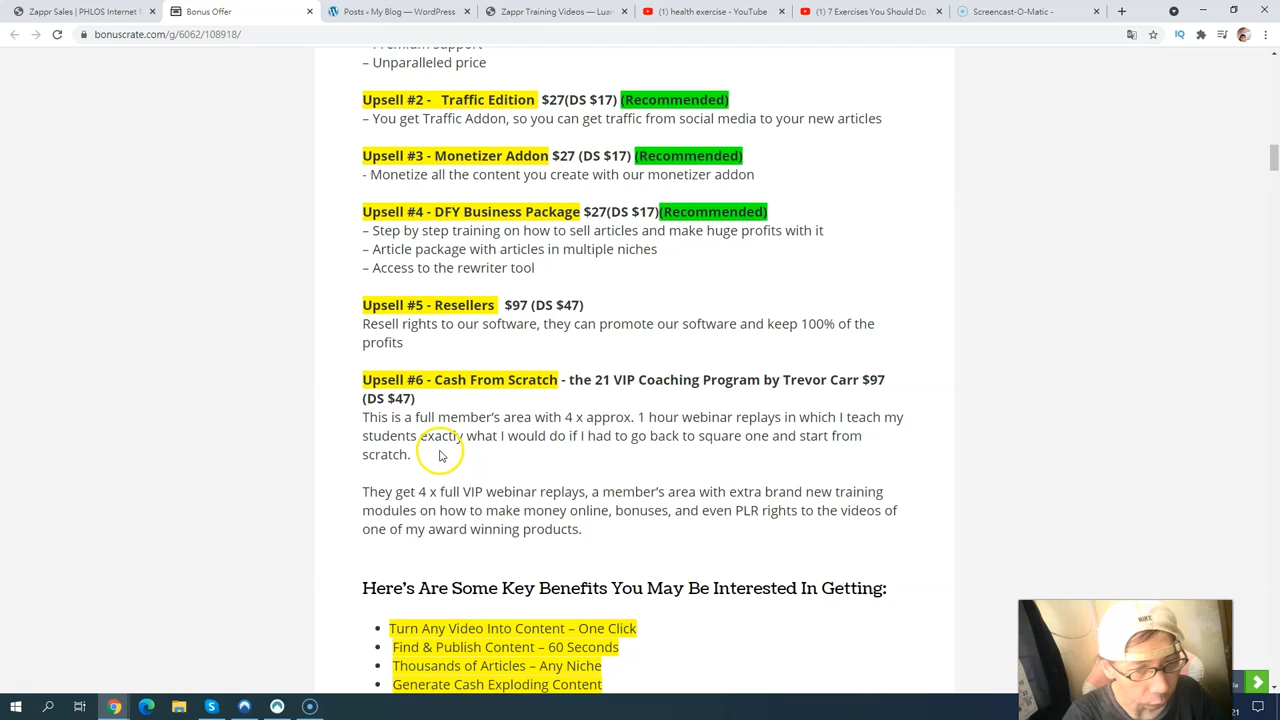 Zappr Sales | PHLOS Internet
Bonus Offer
Posts ‹ My Blog — WordPress
Zappr Training Videos — Luan
(1) health exercise - YouTube
(1) 7 Exercises You Should Do
Screencast-O-Matic -
bonuscrate.com/g/6062/108918/
– Premium support
– Unparalleled price
Upsell #2 - Traffic Edition $27(DS $17) (Recommended)
– You get Traffic Addon, so you can get traffic from social media to your new articles
Upsell #3 - Monetizer Addon $27 (DS $17) (Recommended)
- Monetize all the content you create with our monetizer addon
Upsell #4 - DFY Business Package $27(DS $17)(Recommended)
– Step by step training on how to sell articles and make huge profits with it
– Article package with articles in multiple niches
– Access to the rewriter tool
Upsell #5 - Resellers $97 (DS $47)
Resell rights to our software, they can promote our software and keep 100% of the
profits
Upsell #6 - Cash From Scratch - the 21 VIP Coaching Program by Trevor Carr $97
(DS $47)
This is a full member's area with 4 x approx. 1 hour webinar replays in which I teach my
students exactly what I would do if I had to go back to square one and start from
scratch.
They get 4 x full VIP webinar replays, a member's area with extra brand new training
modules on how to make money online, bonuses, and even PLR rights to the videos of
one of my award winning products.
Here's Are Some Key Benefits You May Be Interested In Getting:
• Turn Any Video Into Content – One Click
• Find & Publish Content – 60 Seconds
• Thousands of Articles – Any Niche
• Generate Cash Exploding Content